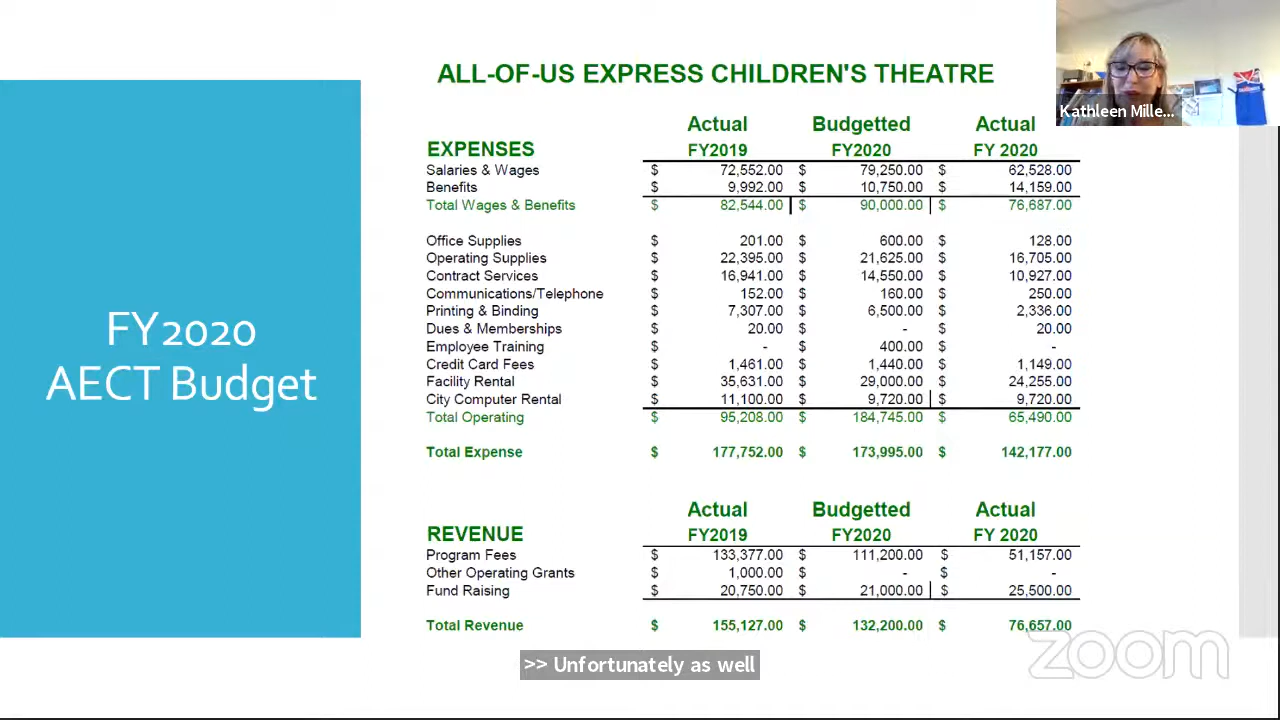 ALL-OF-US EXPRESS CHILDREN'S THEATRE
Kathleen Mille...
Actual Budgetted Actual
EXPENSES FY2019 FY2020 FY 2020
Salaries & Wages $ 72,552.00 $ 79,250.00 $ 62,528.00
Benefits $ 9,992.00 $ 10,750.00 $ 14,159.00
Total Wages & Benefits $ 82,544.00 $ 90,000.00 $ 76,687.00
Office Supplies $ 201.00 $ 600.00 $ 128.00
Operating Supplies $ 22,395.00 $ 21,625.00 $ 16,705.00
Contract Services $ 16,941.00 $ 14,550.00 $ 10,927.00
Communications/Telephone $ 152.00 $ 160.00 $ 250.00
Printing & Binding $ 7,307.00 $ 6,500.00 $ 2,336.00
Dues & Memberships $ 20.00 $ - $ 20.00
Employee Training $ - $ 400.00 $ -
Credit Card Fees $ 1,461.00 $ 1,440.00 $ 1,149.00
Facility Rental $ 35,631.00 $ 29,000.00 $ 24,255.00
City Computer Rental $ 11,100.00 $ 9,720.00 $ 9,720.00
Total Operating $ 95,208.00 $ 184,745.00 $ 65,490.00
Total Expense $ 177,752.00 $ 173,995.00 $ 142,177.00
Actual Budgetted Actual
REVENUE FY2019 FY2020 FY 2020
Program Fees $ 133,377.00 $ 111,200.00 $ 51,157.00
Other Operating Grants $ 1,000.00 $ - $ -
Fund Raising $ 20,750.00 $ 21,000.00 $ 25,500.00
Total Revenue $ 155,127.00 $ 132,200.00 $ 76,657.00
FY2020
AECT Budget
>> Unfortunately as well
zoom